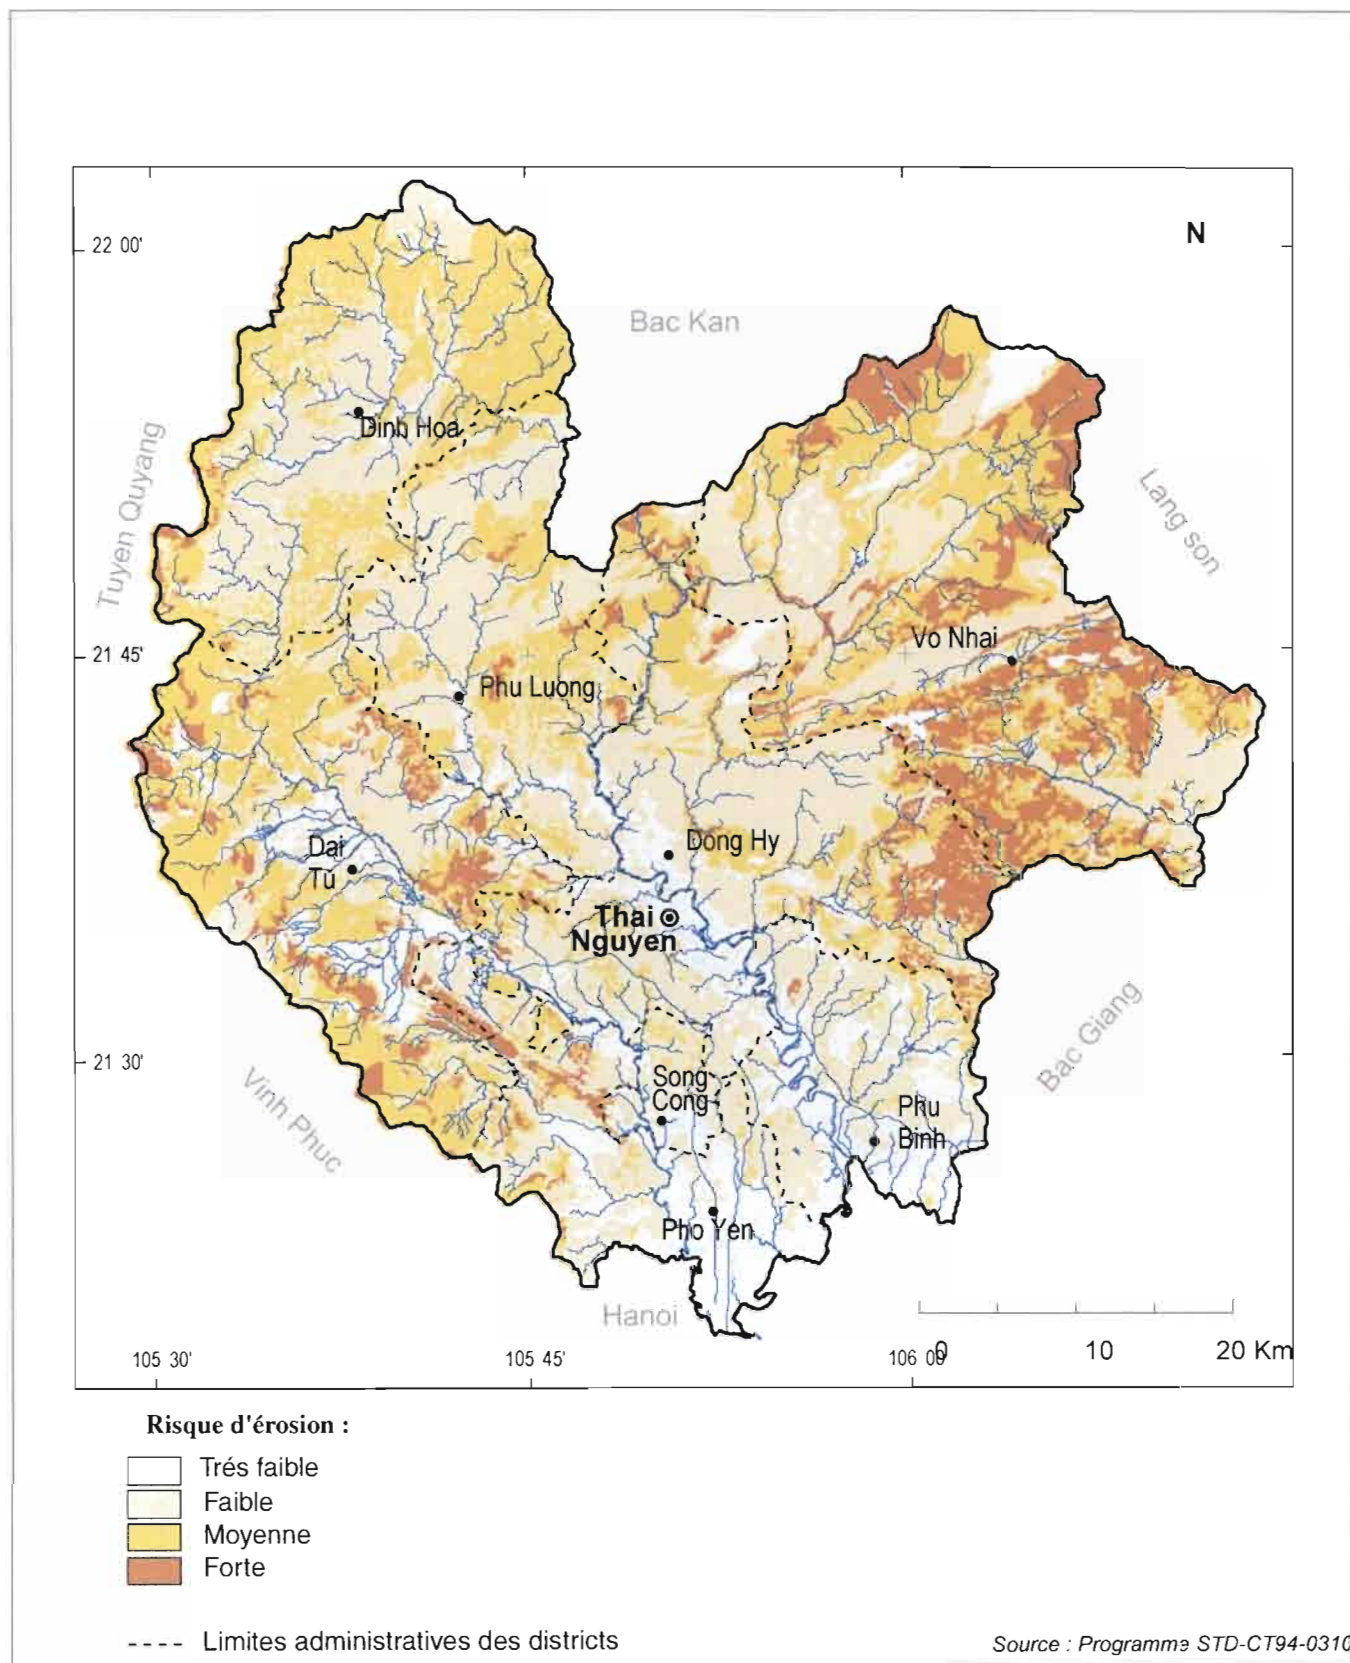 N
22 00'
Bac Kan
Dinh Hoa
Tuyen Quyang
Lang son
21 45'
Vo Nhai
Phu Luong
Dai
Tu
Dong Hy
Thai
Nguyen
21 30'
Vinh Phuc
Song
Cong
Phu
Binh
Bac Giang
Pho Yen
Hanoi
105 30'
105 45'
106 00
0 10 20 Km
Risque d'érosion :
Trés faible
Faible
Moyenne
Forte
Limites administratives des districts
Source : Programme STD-CT94-0310